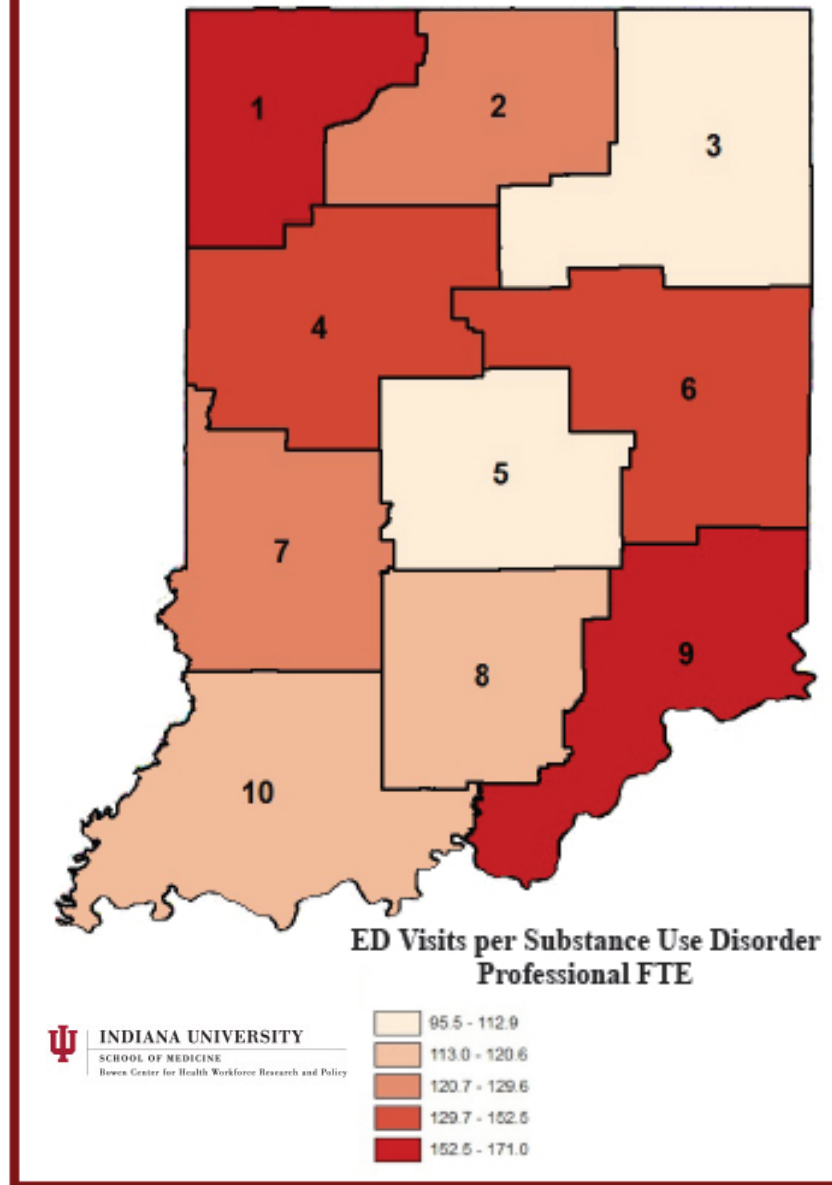 1
2
3
4
6
5
7
8
9
10
ED Visits per Substance Use Disorder
Professional FTE
INDIANA UNIVERSITY
SCHOOL OF MEDICINE
Bowen Center for Health Workforce Research and Policy
95.5 - 112.9
113.0 - 120.6
120.7 - 129.6
129.7 - 152.5
152.5 - 171.0